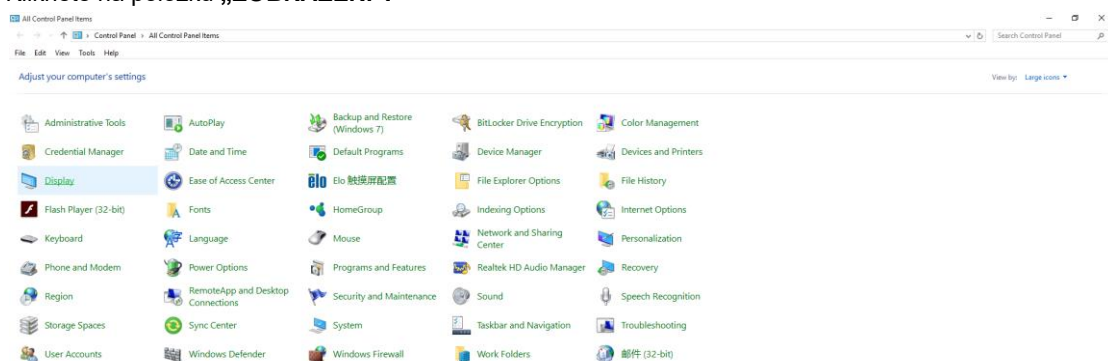 Klikněte na položku „ZOBRAZENÍ“.
All Control Panel Items
Control Panel > All Control Panel Items
Search Control Panel
File Edit View Tools Help
Adjust your computer's settings
View by: Large icons
Administrative Tools
AutoPlay
Backup and Restore
(Windows 7)
BitLocker Drive Encryption
Color Management
Credential Manager
Date and Time
Default Programs
Device Manager
Devices and Printers
Display
Ease of Access Center
elo Elo 触摸屏配置
File Explorer Options
File History
Flash Player (32-bit)
Fonts
HomeGroup
Indexing Options
Internet Options
Keyboard
Language
Mouse
Network and Sharing
Center
Personalization
Phone and Modem
Power Options
Programs and Features
Realtek HD Audio Manager
Recovery
Region
RemoteApp and Desktop
Connections
Security and Maintenance
Sound
Speech Recognition
Storage Spaces
Sync Center
System
Taskbar and Navigation
Troubleshooting
User Accounts
Windows Defender
Windows Firewall
Work Folders
邮件 (32-bit)